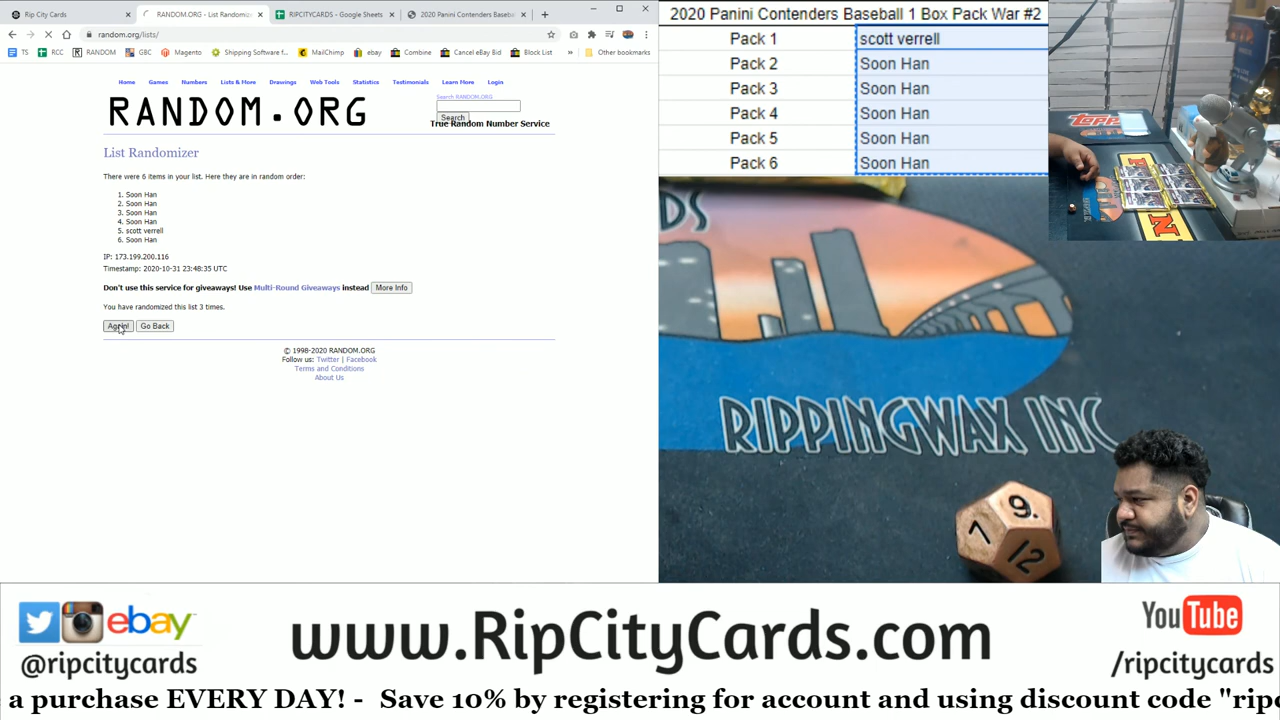 Rip City Cards
RANDOM.ORG - List Randomiz
RIPCITYCARDS - Google Sheets
2020 Panini Contenders Baseba
random.org/lists/
TS
RCC
RANDOM
GBC
Magento
Shipping Software f...
MailChimp
ebay
Combine
Cancel eBay Bid
Block List
»
Other bookmarks
Home
Games
Numbers
Lists & More
Drawings
Web Tools
Statistics
Testimonials
Learn More
Login
RANDOM.ORG
Search RANDOM.ORG
Search
True Random Number Service
List Randomizer
There were 6 items in your list. Here they are in random order:
1. Soon Han
2. Soon Han
3. Soon Han
4. Soon Han
5. scott verrell
6. Soon Han
IP: 173.199.200.116
Timestamp: 2020-10-31 23:48:35 UTC
Don't use this service for giveaways! Use Multi-Round Giveaways instead
More Info
You have randomized this list 3 times.
Again!
Go Back
© 1998-2020 RANDOM.ORG
Follow us: Twitter | Facebook
Terms and Conditions
About Us
2020 Panini Contenders Baseball 1 Box Pack War #2
Pack 1 scott verrell
Pack 2 Soon Han
Pack 3 Soon Han
Pack 4 Soon Han
Pack 5 Soon Han
Pack 6 Soon Han
TOPPS
DS
RIPPINGWAX INC
9.
7
12
ebay
@ripcitycards
www.RipCityCards.com
YouTube
/ripcitycards
a purchase EVERY DAY! - Save 10% by registering for account and using discount code "ripc